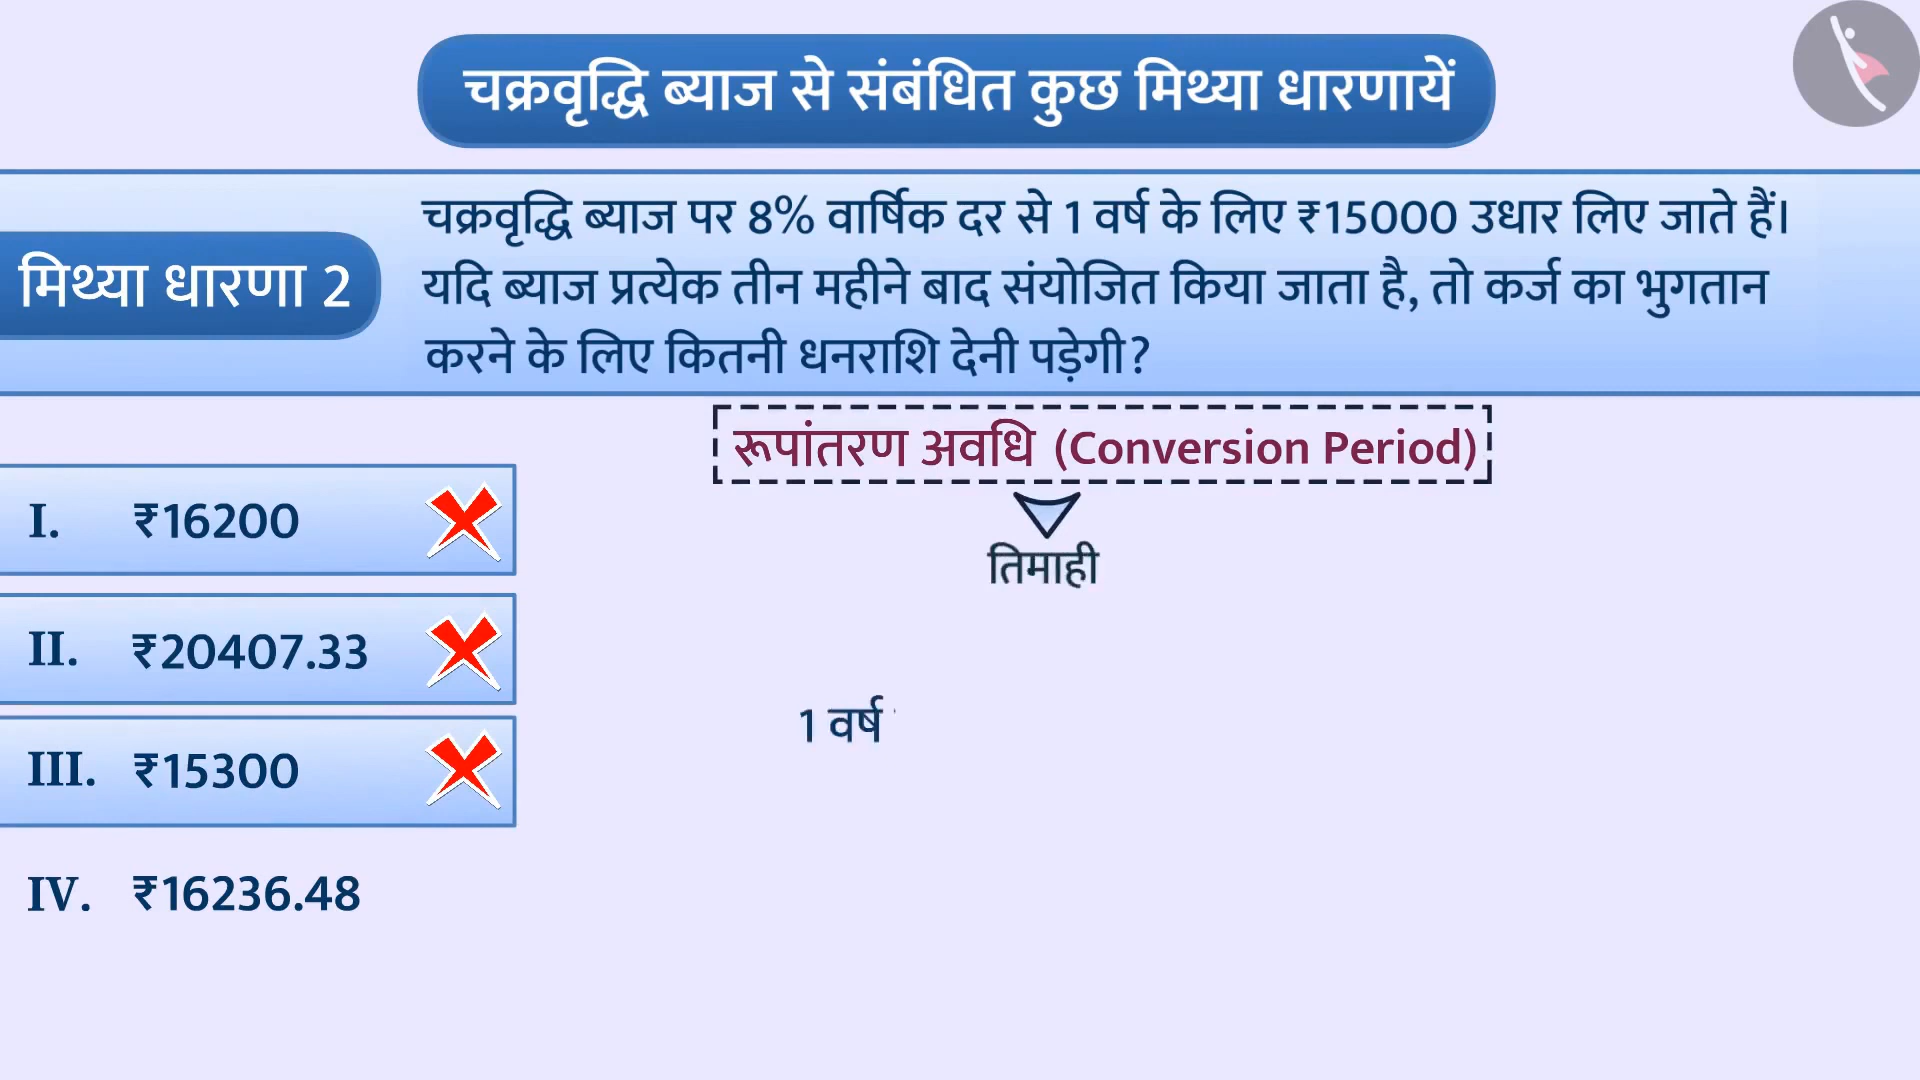 चक्रवृद्धि ब्याज से संबंधित कुछ मिथ्या धारणायें
मिथ्या धारणा 2
चक्रवृद्धि ब्याज पर 8% वार्षिक दर से 1 वर्ष के लिए ₹15000 उधार लिए जाते हैं।
यदि ब्याज प्रत्येक तीन महीने बाद संयोजित किया जाता है, तो कर्ज का भुगतान
करने के लिए कितनी धनराशि देनी पड़ेगी?
रूपांतरण अवधि (Conversion Period)
तिमाही
I. ₹16200
II. ₹20407.33
1 वर्ष
III. ₹15300
IV. ₹16236.48